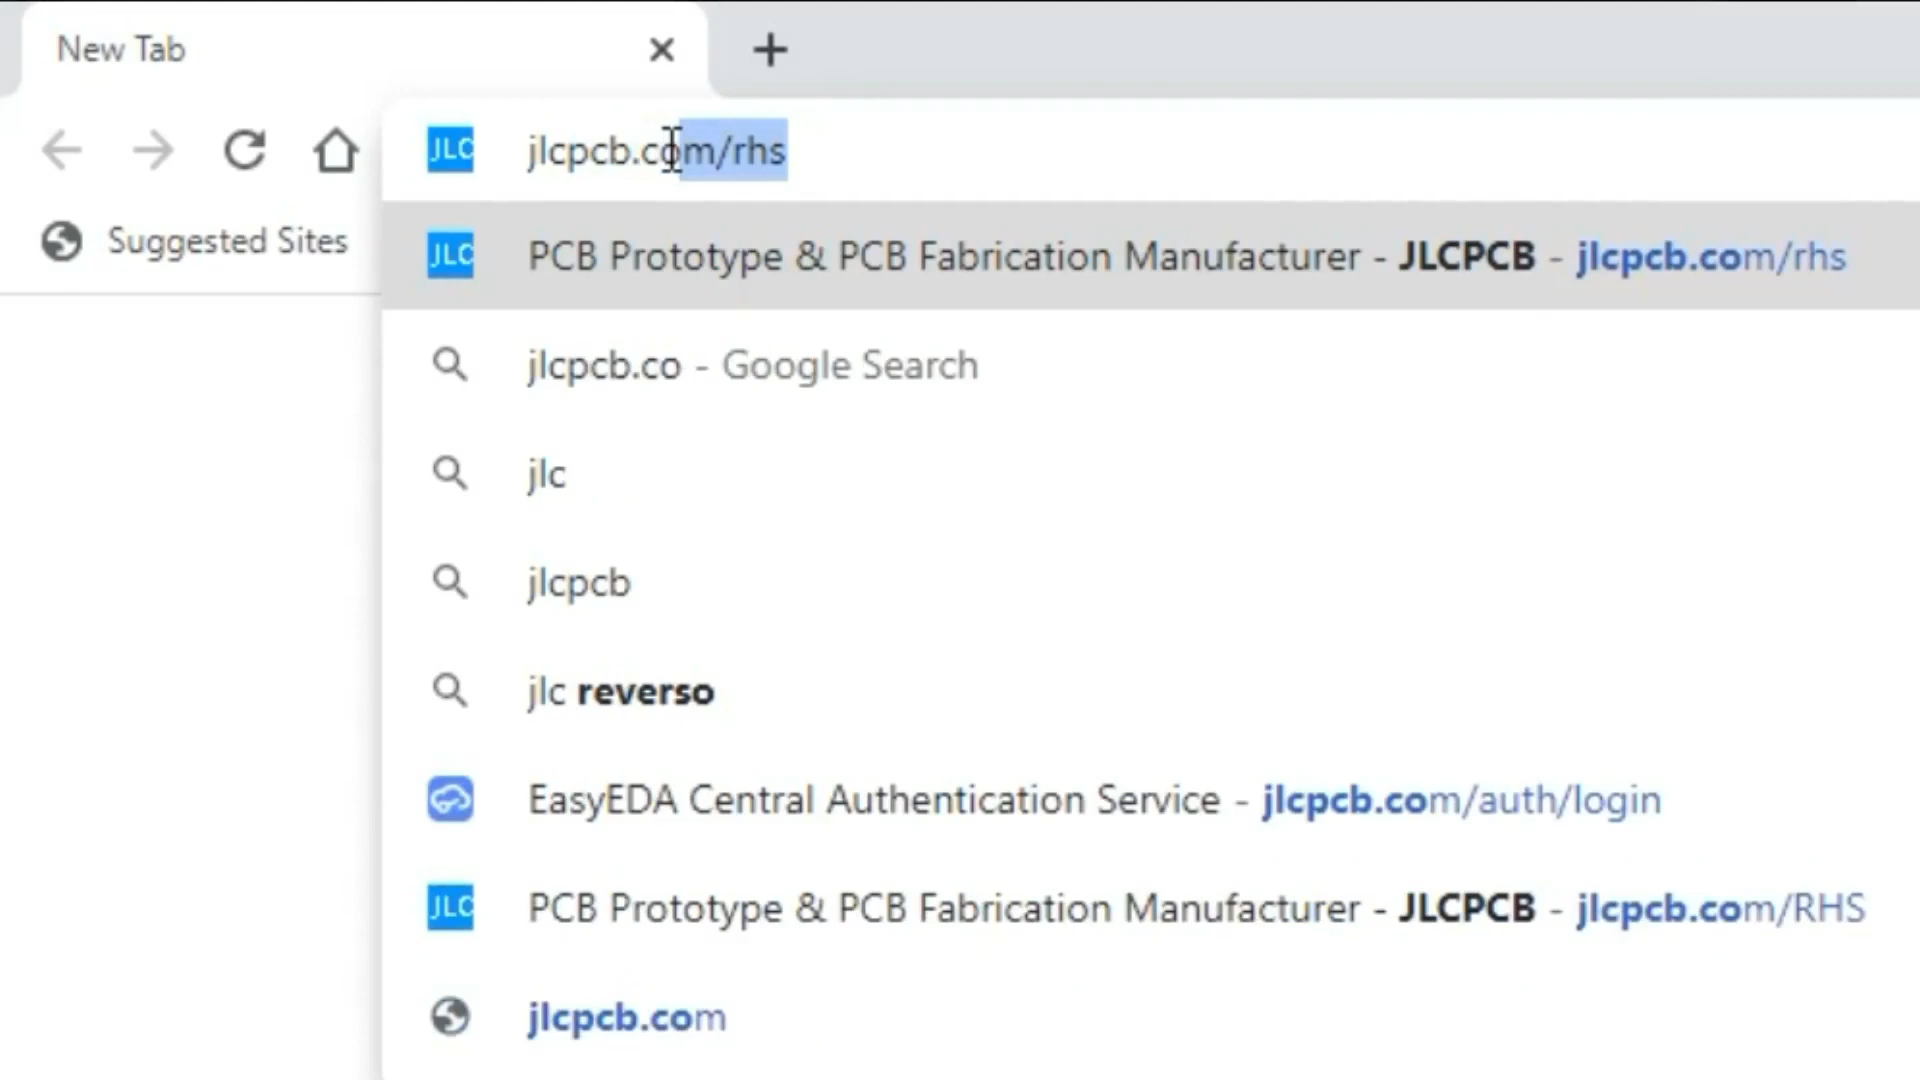 New Tab
JLC jlcpcb.com/rhs
Suggested Sites
JLC PCB Prototype & PCB Fabrication Manufacturer - JLCPCB - jlcpcb.com/rhs
jlcpcb.co - Google Search
jlc
jlcpcb
jlc reverso
EasyEDA Central Authentication Service - jlcpcb.com/auth/login
JLC PCB Prototype & PCB Fabrication Manufacturer - JLCPCB - jlcpcb.com/RHS
jlcpcb.com